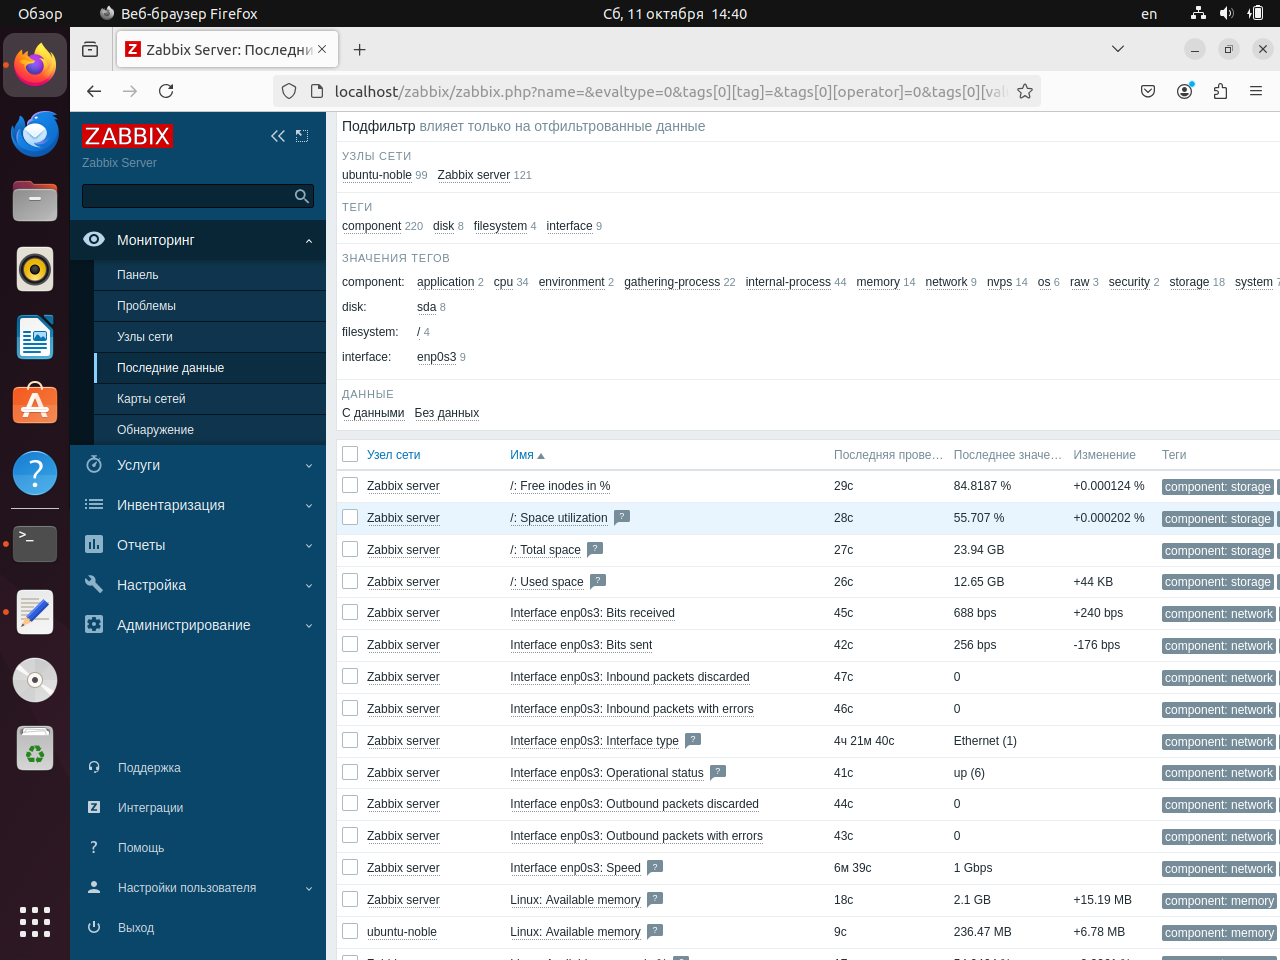 Обзор
Веб-браузер Firefox
Сб, 11 октября 14:40
en
Zabbix Server: Последни
localhost/zabbix/zabbix.php?name=&evaltype=0&tags[0][tag]=&tags[0][operator]=0&tags[0][val
ZABBIX
Zabbix Server
Мониторинг
Панель
Проблемы
Узлы сети
Последние данные
Карты сетей
Обнаружение
Услуги
Инвентаризация
Отчеты
Настройка
Администрирование
Поддержка
Интеграции
Помощь
Настройки пользователя
Выход
Подфильтр влияет только на отфильтрованные данные
УЗЛЫ СЕТИ
ubuntu-noble 99 Zabbix server 121
ТЕГИ
component 220 disk 8 filesystem 4 interface 9
ЗНАЧЕНИЯ ТЕГОВ
component: application 2 cpu 34 environment 2 gathering-process 22 internal-process 44 memory 14 network 9 nvps 14 os 6 raw 3 security 2 storage 18 system
disk: sda 8
filesystem: / 4
interface: enp0s3 9
ДАННЫЕ
С данными Без данных
Узел сети Имя Последняя прове… Последнее значе… Изменение Теги
Zabbix server /: Free inodes in % 29с 84.8187 % +0.000124 % component: storage
Zabbix server /: Space utilization ? 28с 55.707 % +0.000202 % component: storage
Zabbix server /: Total space ? 27с 23.94 GB component: storage
Zabbix server /: Used space ? 26с 12.65 GB +44 KB component: storage
Zabbix server Interface enp0s3: Bits received 45с 688 bps +240 bps component: network
Zabbix server Interface enp0s3: Bits sent 42с 256 bps -176 bps component: network
Zabbix server Interface enp0s3: Inbound packets discarded 47с 0 component: network
Zabbix server Interface enp0s3: Inbound packets with errors 46с 0 component: network
Zabbix server Interface enp0s3: Interface type ? 4ч 21м 40с Ethernet (1) component: network
Zabbix server Interface enp0s3: Operational status ? 41с up (6) component: network
Zabbix server Interface enp0s3: Outbound packets discarded 44с 0 component: network
Zabbix server Interface enp0s3: Outbound packets with errors 43с 0 component: network
Zabbix server Interface enp0s3: Speed ? 6м 39с 1 Gbps component: network
Zabbix server Linux: Available memory ? 18с 2.1 GB +15.19 MB component: memory
ubuntu-noble Linux: Available memory ? 9с 236.47 MB +6.78 MB component: memory